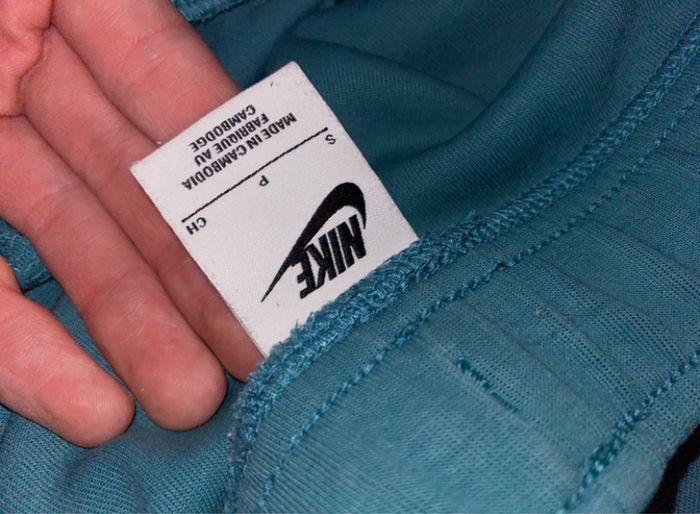 NIKE
S P CH
MADE IN CAMBODIA
FABRIQUE AU
CAMBODGE